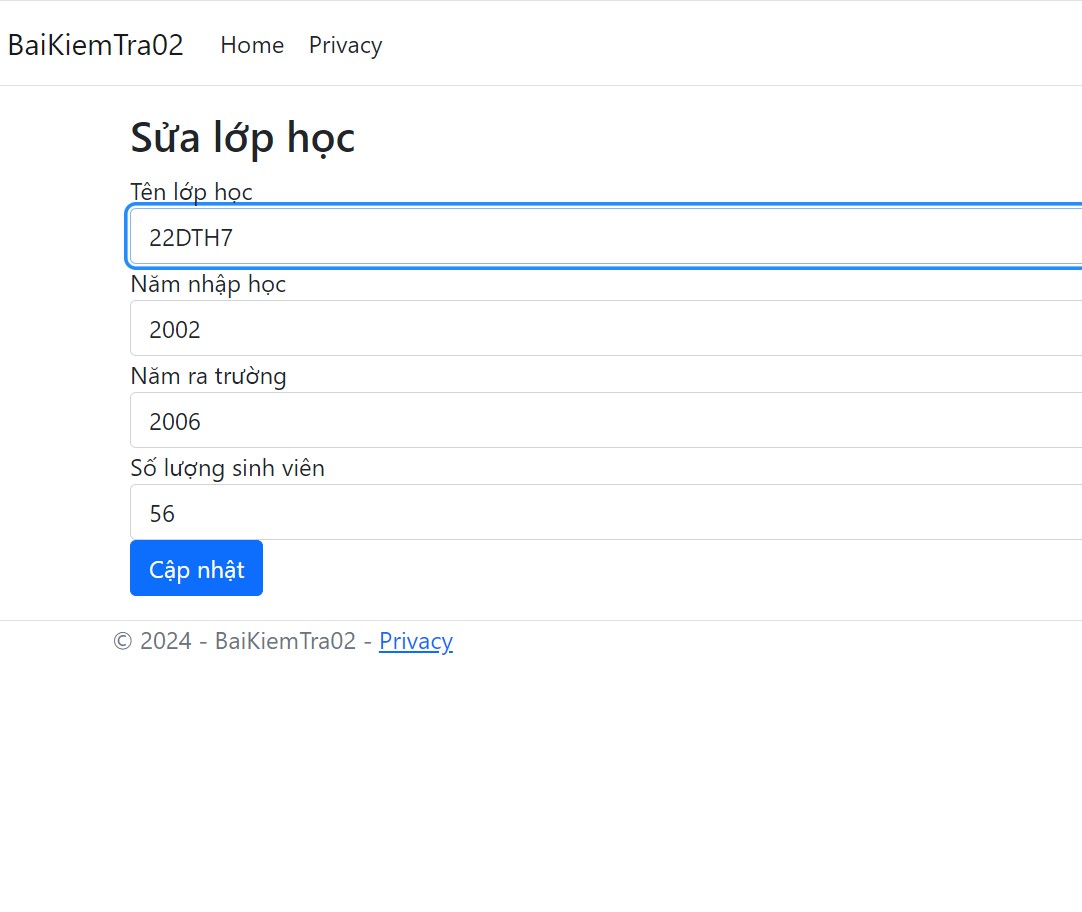 BaiKiemTra02 Home Privacy
Sửa lớp học
Tên lớp học
22DTH7
Năm nhập học
2002
Năm ra trường
2006
Số lượng sinh viên
56
Cập nhật
© 2024 - BaiKiemTra02 - Privacy